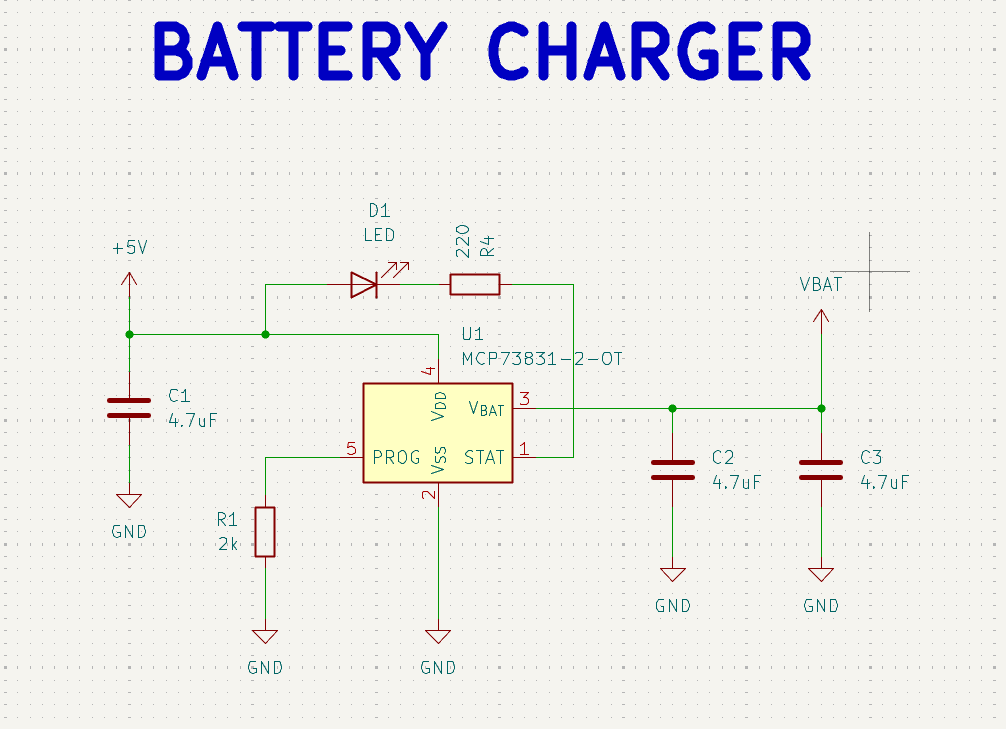 BATTERY CHARGER
D1
LED
220
R4
+5V
VBAT
U1
MCP73831-2-OT
4
VDD
VBAT
3
C1
4.7uF
5
PROG
VSS
STAT
1
C2
4.7uF
C3
4.7uF
2
R1
2k
GND
GND
GND
GND
GND